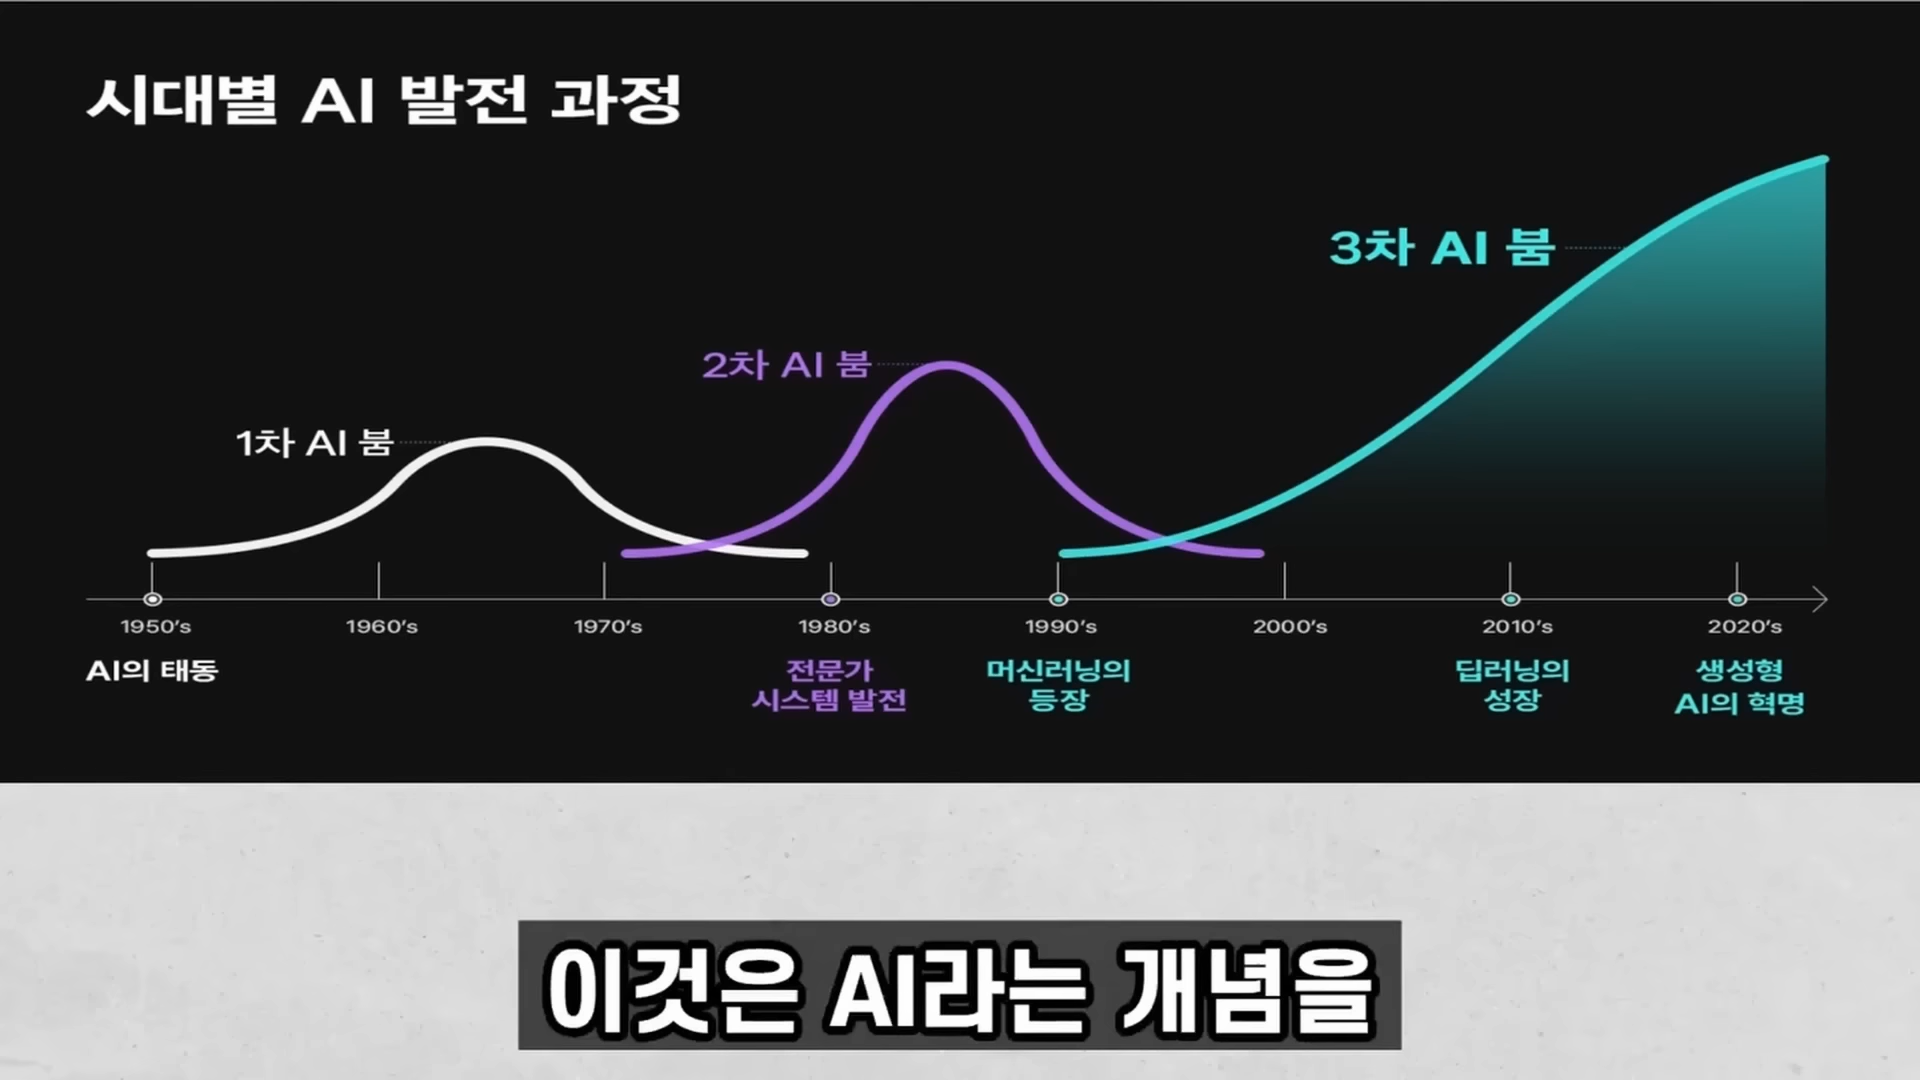 시대별 AI 발전 과정
3차 AI 붐
2차 AI 붐
1차 AI 붐
1950's
1960's
1970's
1980's
1990's
2000's
2010's
2020's
AI의 태동
전문가
시스템 발전
머신러닝의
등장
딥러닝의
성장
생성형
AI의 혁명
이것은 AI라는 개념을